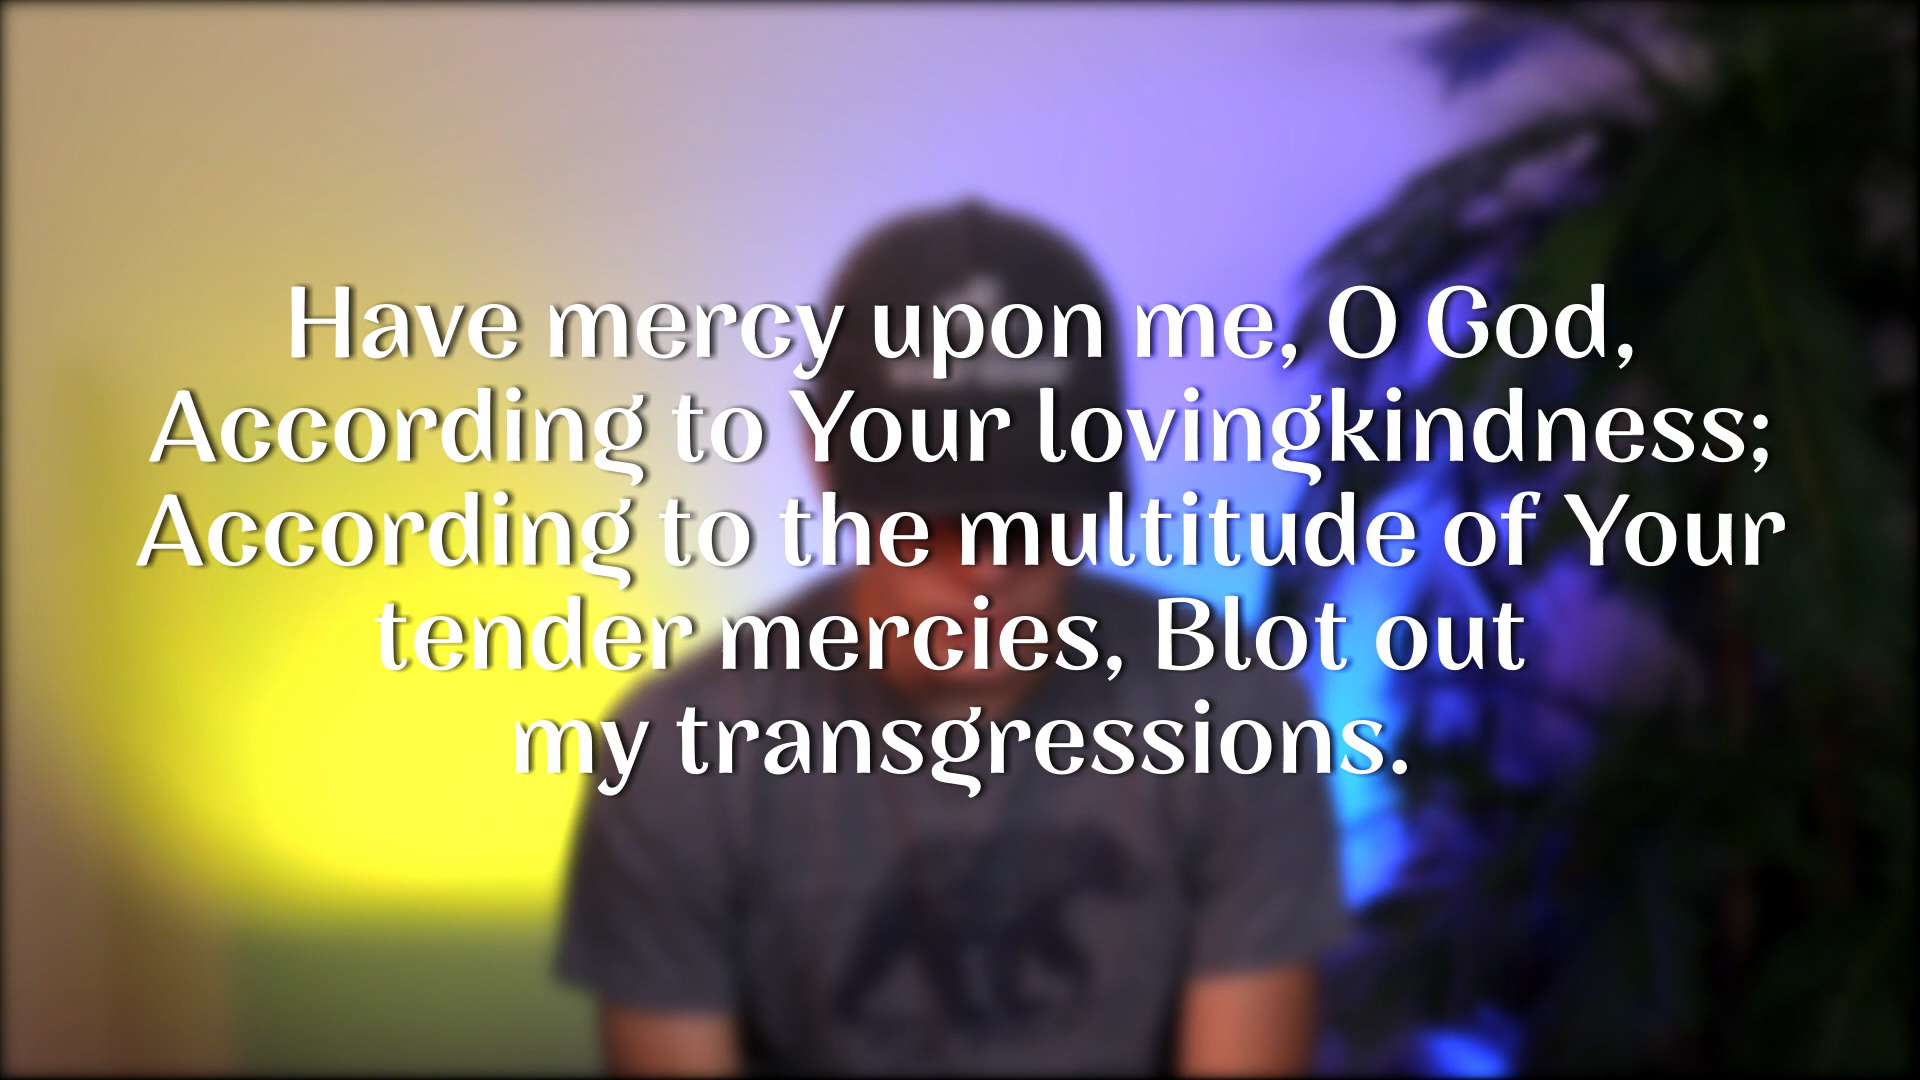 Have mercy upon me, O God,
According to Your lovingkindness;
According to the multitude of Your
tender mercies, Blot out
my transgressions.